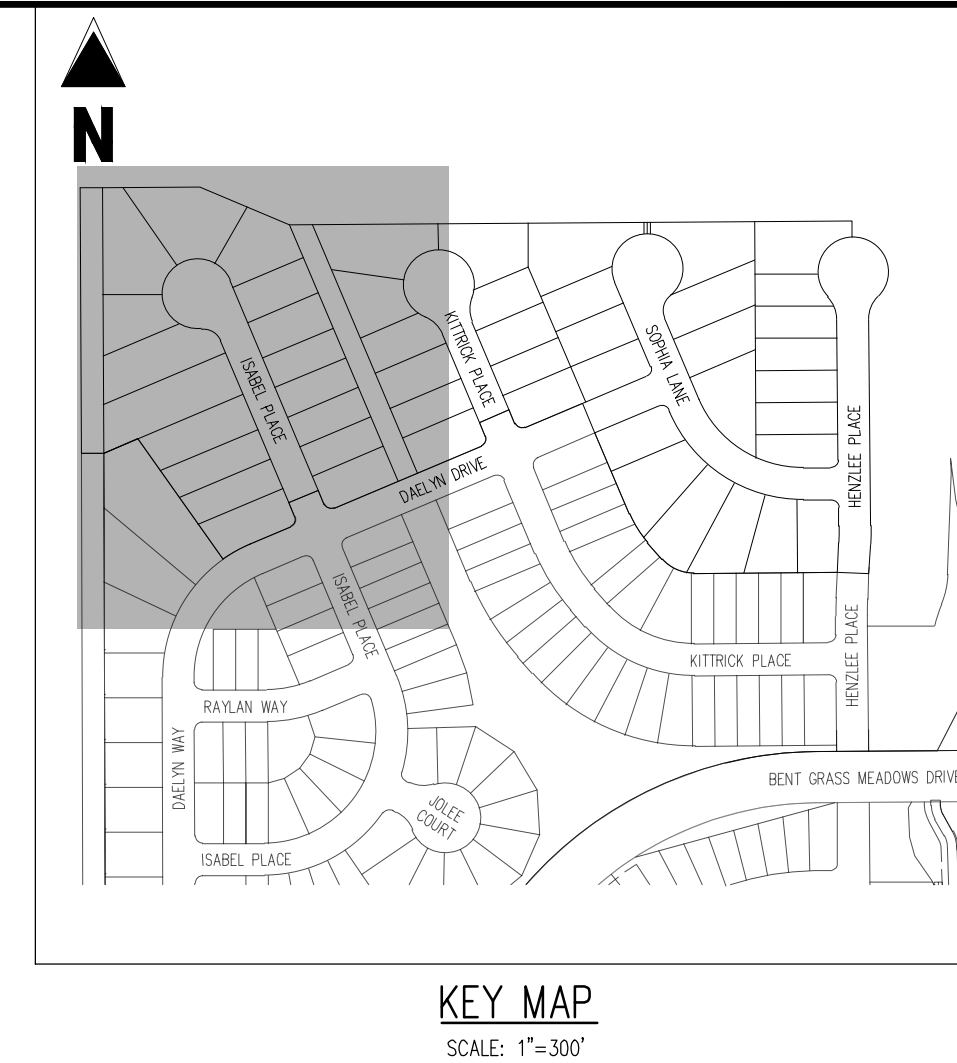 N
ISABEL PLACE
KITTRICK PLACE
SOPHIA LANE
HENZLEE PLACE
DAELYN DRIVE
ISABEL PLACE
KITTRICK PLACE
HENZLEE PLACE
RAYLAN WAY
DAELYN WAY
BENT GRASS MEADOWS DRIVE
JOLEE
COURT
ISABEL PLACE
KEY MAP
SCALE: 1"=300'